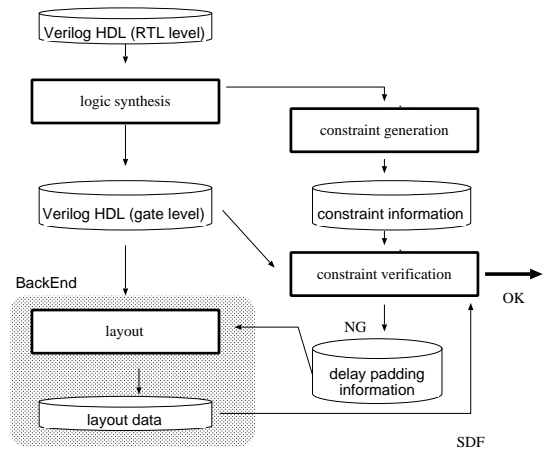 Verilog HDL (RTL level)
logic synthesis
constraint generation
Verilog HDL (gate level)
constraint information
constraint verification
OK
BackEnd
NG
layout
delay padding
information
layout data
SDF